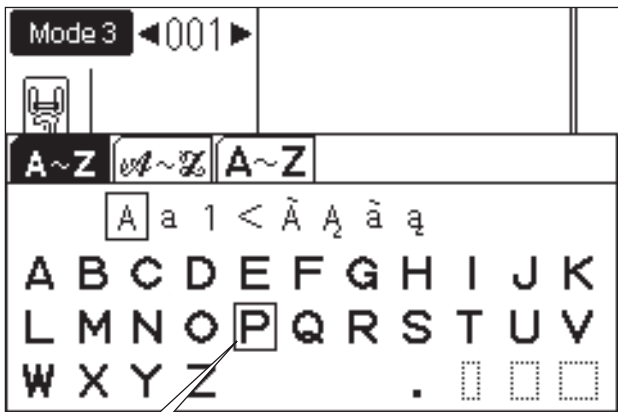 Mode 3 ◀001▶
A~Z 𝒜~𝒵 A~Z
A a 1 < Ã Ą à ą
A B C D E F G H I J K
L M N O P Q R S T U V
W X Y Z .